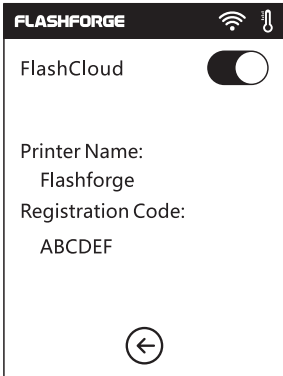 FLASHFORGE
FlashCloud
Printer Name:
Flashforge
Registration Code:
ABCDEF